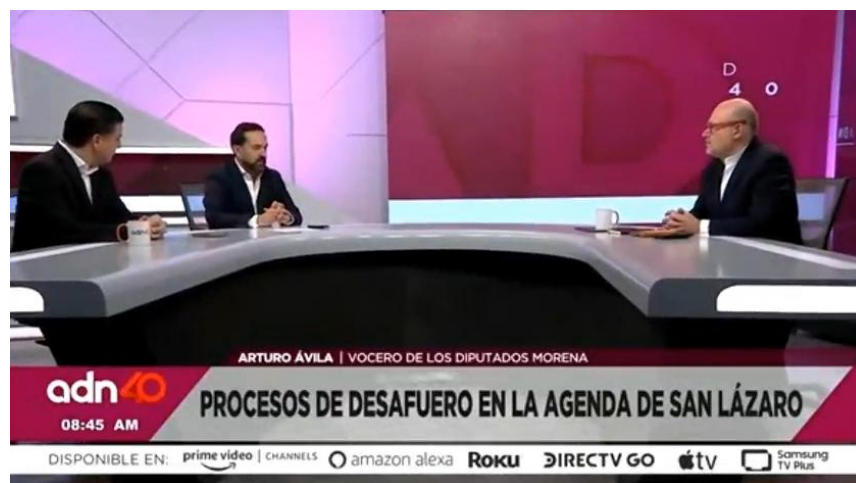 D
4 0
adn
ARTURO ÁVILA | VOCERO DE LOS DIPUTADOS MORENA
adn40
PROCESOS DE DESAFUERO EN LA AGENDA DE SAN LÁZARO
08:45 AM
DISPONIBLE EN: prime video | CHANNELS amazon alexa ROKU DIRECTV GO tv Samsung TV Plus